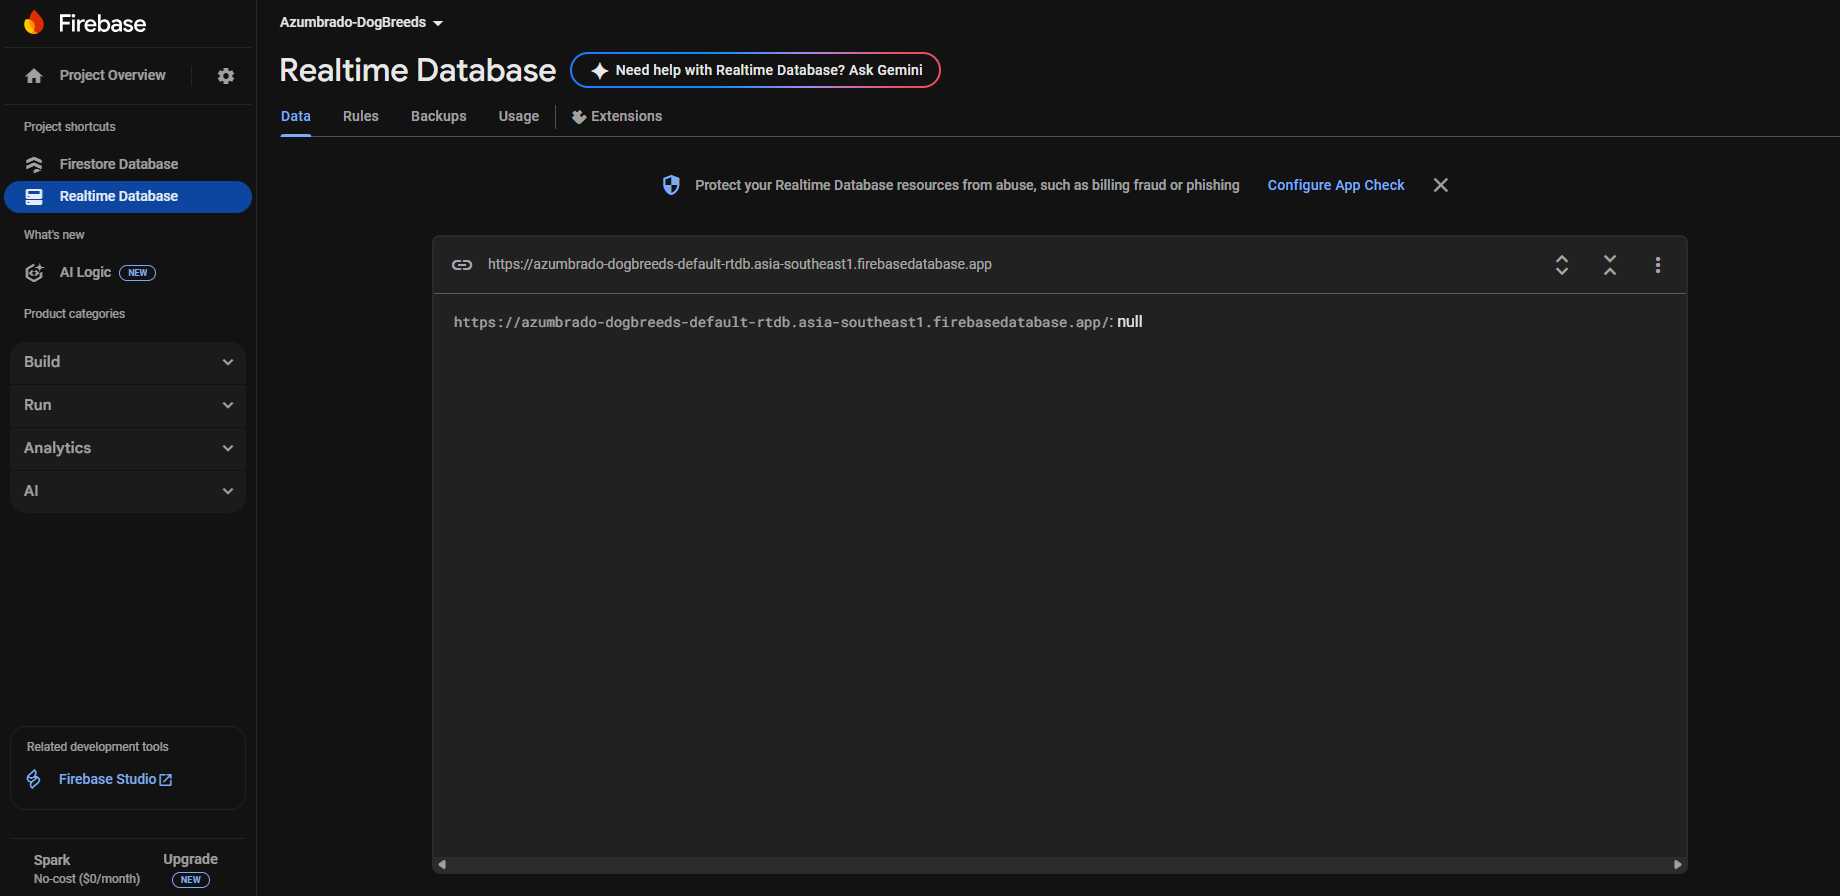 Firebase
Project Overview
Project shortcuts
Firestore Database
Realtime Database
What's new
AI Logic NEW
Product categories
Build
Run
Analytics
AI
Related development tools
Firebase Studio
Spark
No-cost ($0/month)
Upgrade
NEW
Azumbrado-DogBreeds
Realtime Database
Need help with Realtime Database? Ask Gemini
Data Rules Backups Usage Extensions
Protect your Realtime Database resources from abuse, such as billing fraud or phishing Configure App Check
https://azumbrado-dogbreeds-default-rtdb.asia-southeast1.firebasedatabase.app
https://azumbrado-dogbreeds-default-rtdb.asia-southeast1.firebasedatabase.app/: null